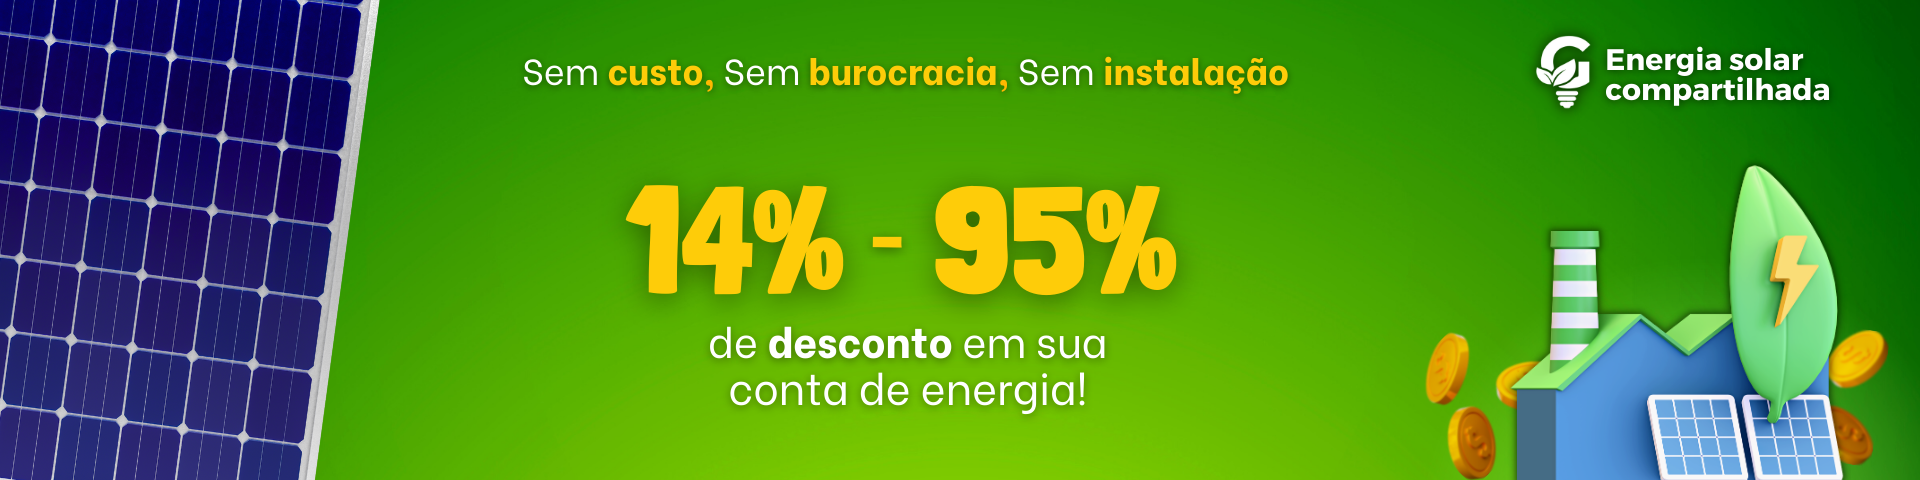 Sem custo, Sem burocracia, Sem instalação
Energia solar
compartilhada
14% - 95%
de desconto em sua
conta de energia!